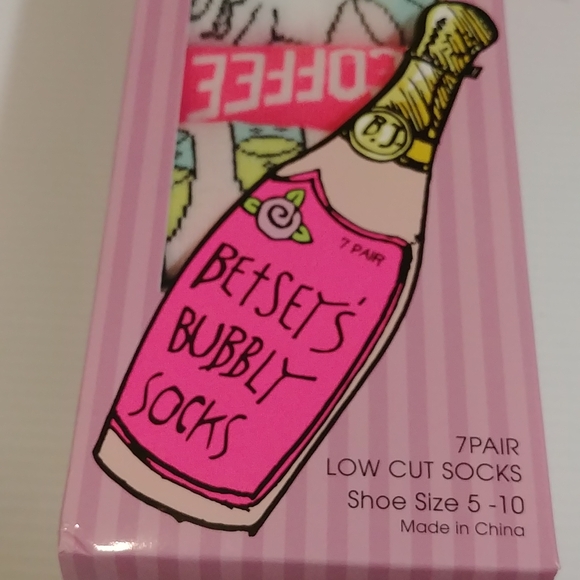 COFFEE
B.J.
7 PAIR
BETSEY'S
BUBBLY
SOCKS
7PAIR
LOW CUT SOCKS
Shoe Size 5 -10
Made in China